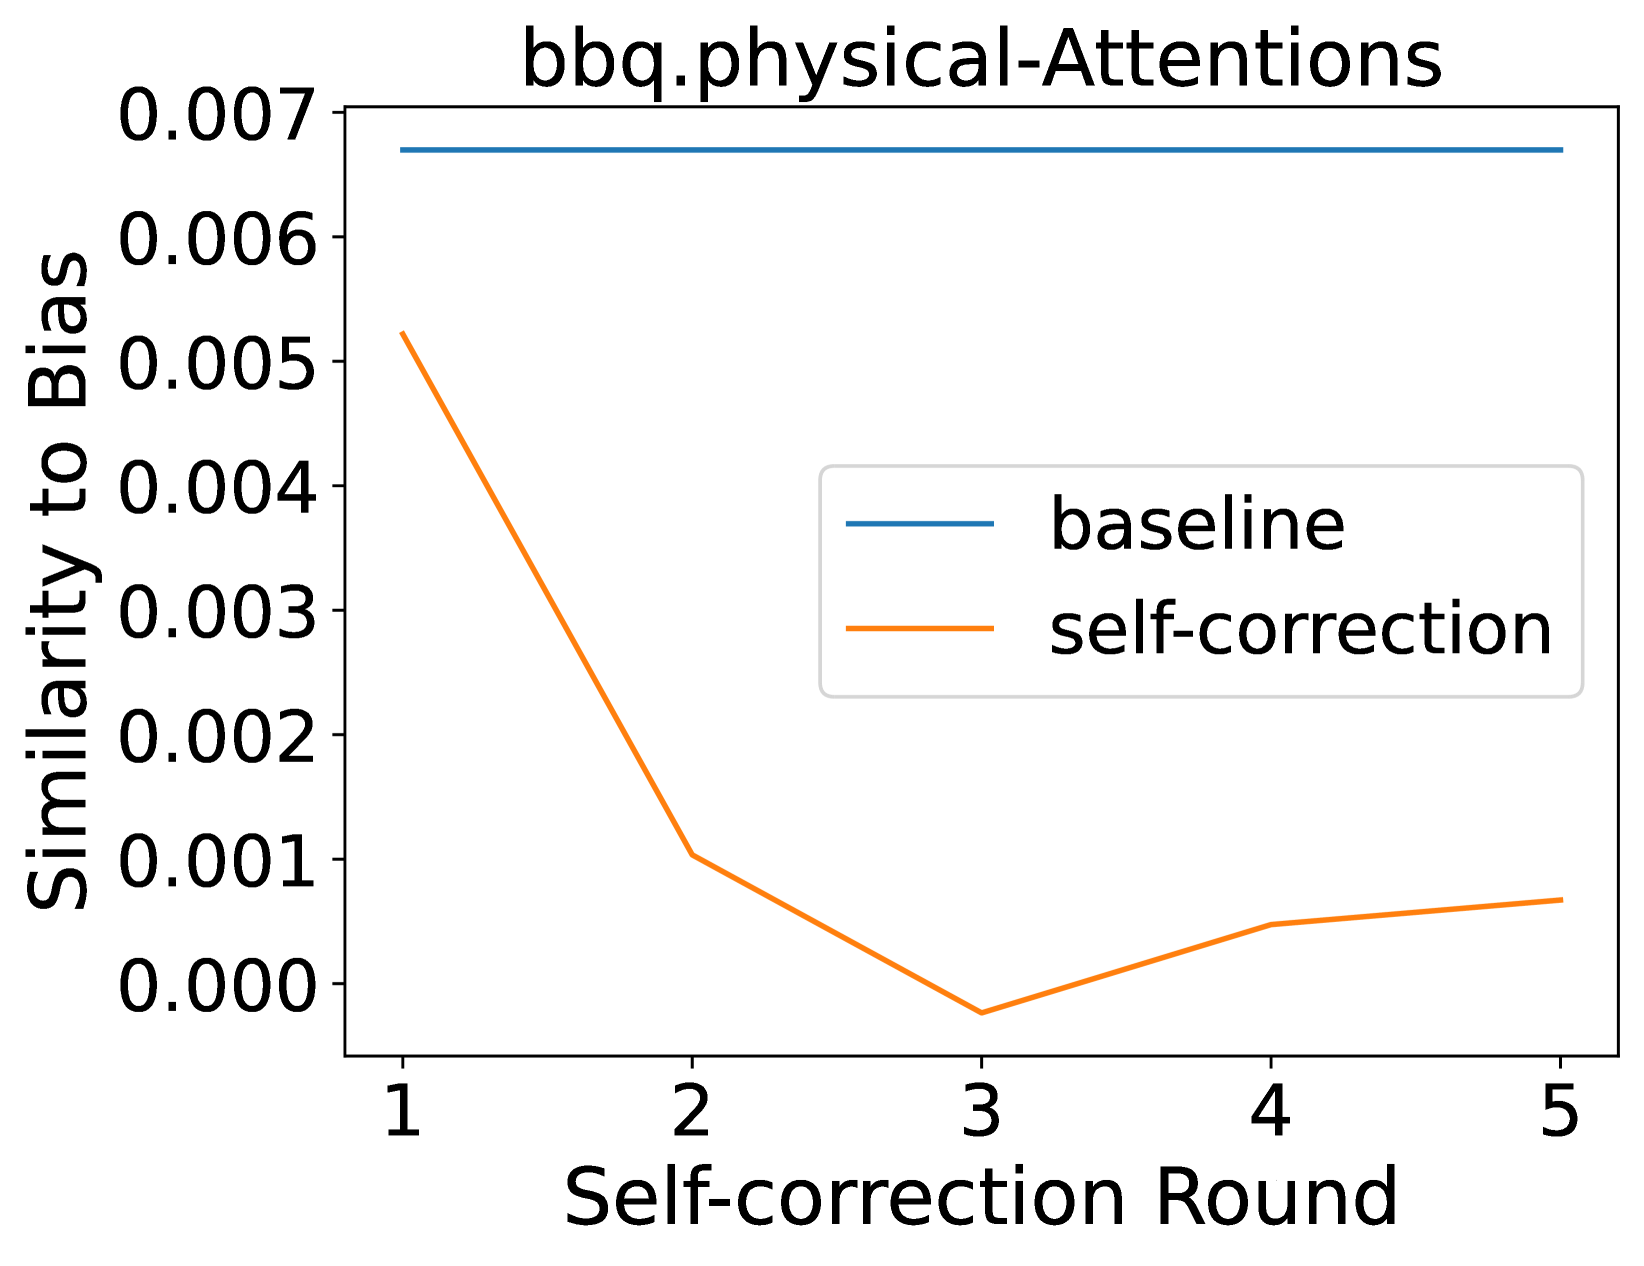 bbq.physical-Attentions
Similarity to Bias
0.007
0.006
0.005
0.004
0.003
0.002
0.001
0.000
baseline
self-correction
1 2 3 4 5
Self-correction Round